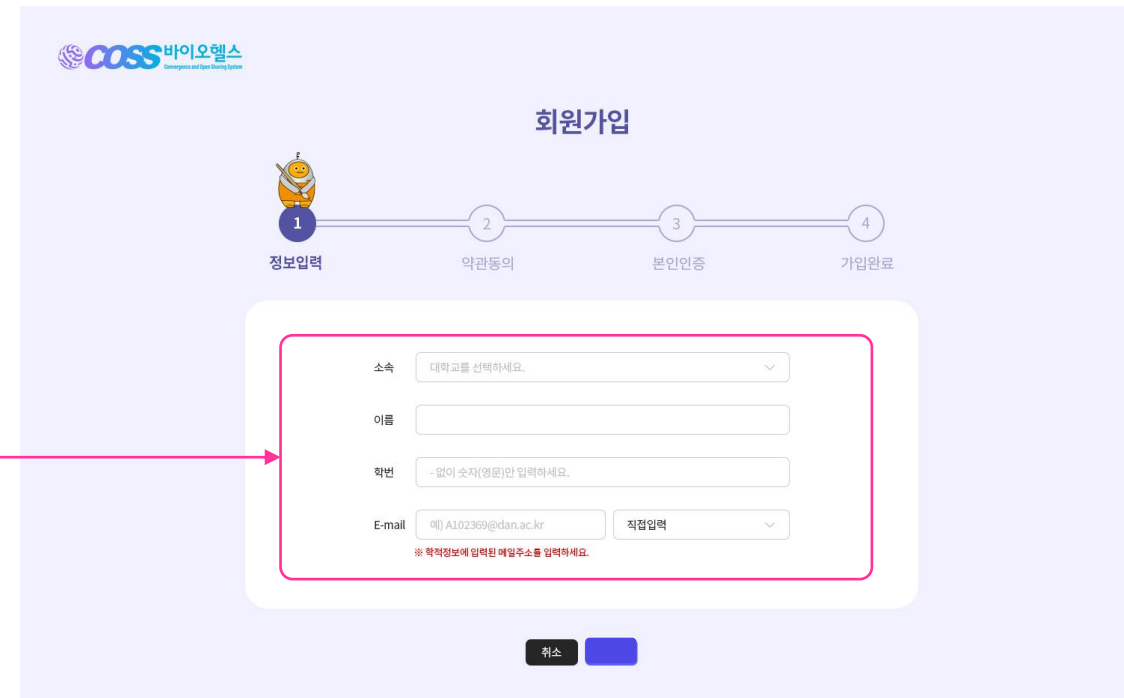 COSS 바이오헬스
Convergence and Open Sharing System
회원가입
1
2
3
4
정보입력
약관동의
본인인증
가입완료
소속
대학교를 선택하세요.
이름
학번
- 없이 숫자(영문)만 입력하세요.
E-mail
예) A102369@dan.ac.kr
직접입력
※ 학적정보에 입력된 메일주소를 입력하세요.
취소